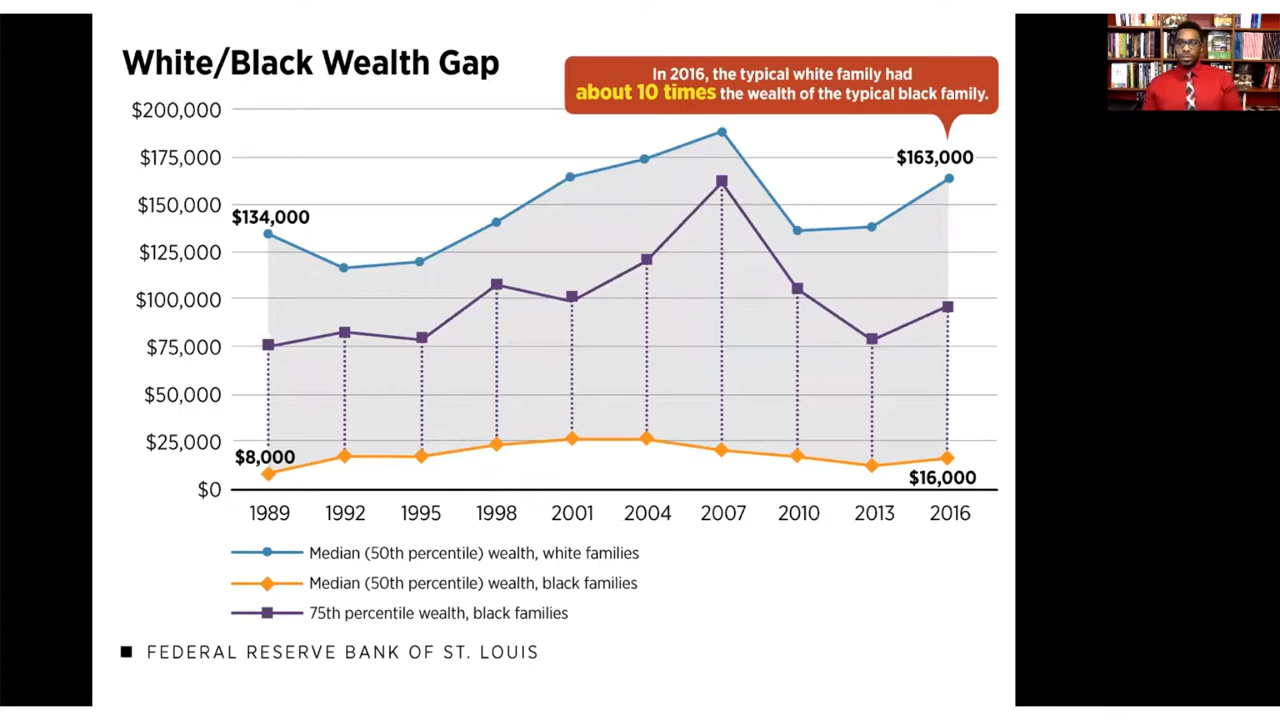 White/Black Wealth Gap
In 2016, the typical white family had
about 10 times the wealth of the typical black family.
$200,000
$175,000
$163,000
$150,000
$134,000
$125,000
$100,000
$75,000
$50,000
$25,000
$8,000
$16,000
$0
1989 1992 1995 1998 2001 2004 2007 2010 2013 2016
Median (50th percentile) wealth, white families
Median (50th percentile) wealth, black families
75th percentile wealth, black families
FEDERAL RESERVE BANK OF ST. LOUIS